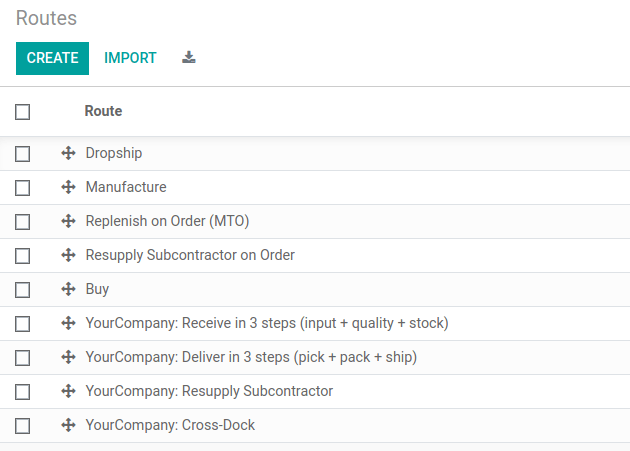 Routes
CREATE IMPORT
Route
Dropship
Manufacture
Replenish on Order (MTO)
Resupply Subcontractor on Order
Buy
YourCompany: Receive in 3 steps (input + quality + stock)
YourCompany: Deliver in 3 steps (pick + pack + ship)
YourCompany: Resupply Subcontractor
YourCompany: Cross-Dock